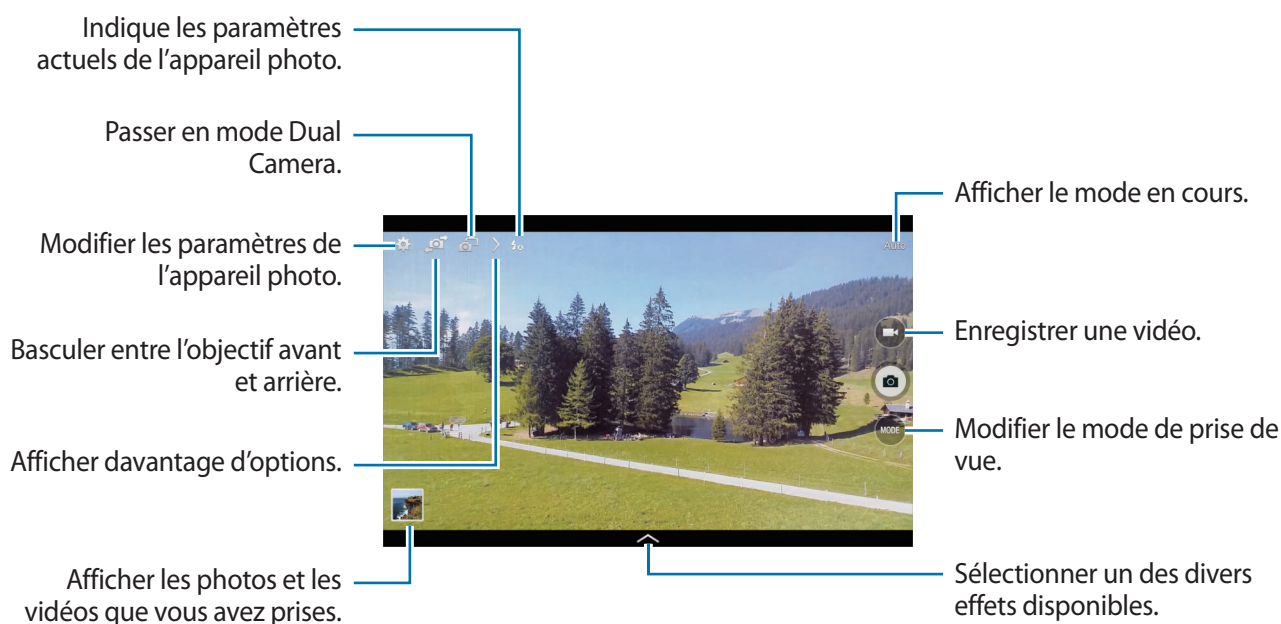 Indique les paramètres
actuels de l’appareil photo.
Passer en mode Dual
Camera.
Modifier les paramètres de
l’appareil photo.
Basculer entre l’objectif avant
et arrière.
Afficher davantage d’options.
Afficher les photos et les
vidéos que vous avez prises.
Auto
MODE
Afficher le mode en cours.
Enregistrer une vidéo.
Modifier le mode de prise de
vue.
Sélectionner un des divers
effets disponibles.